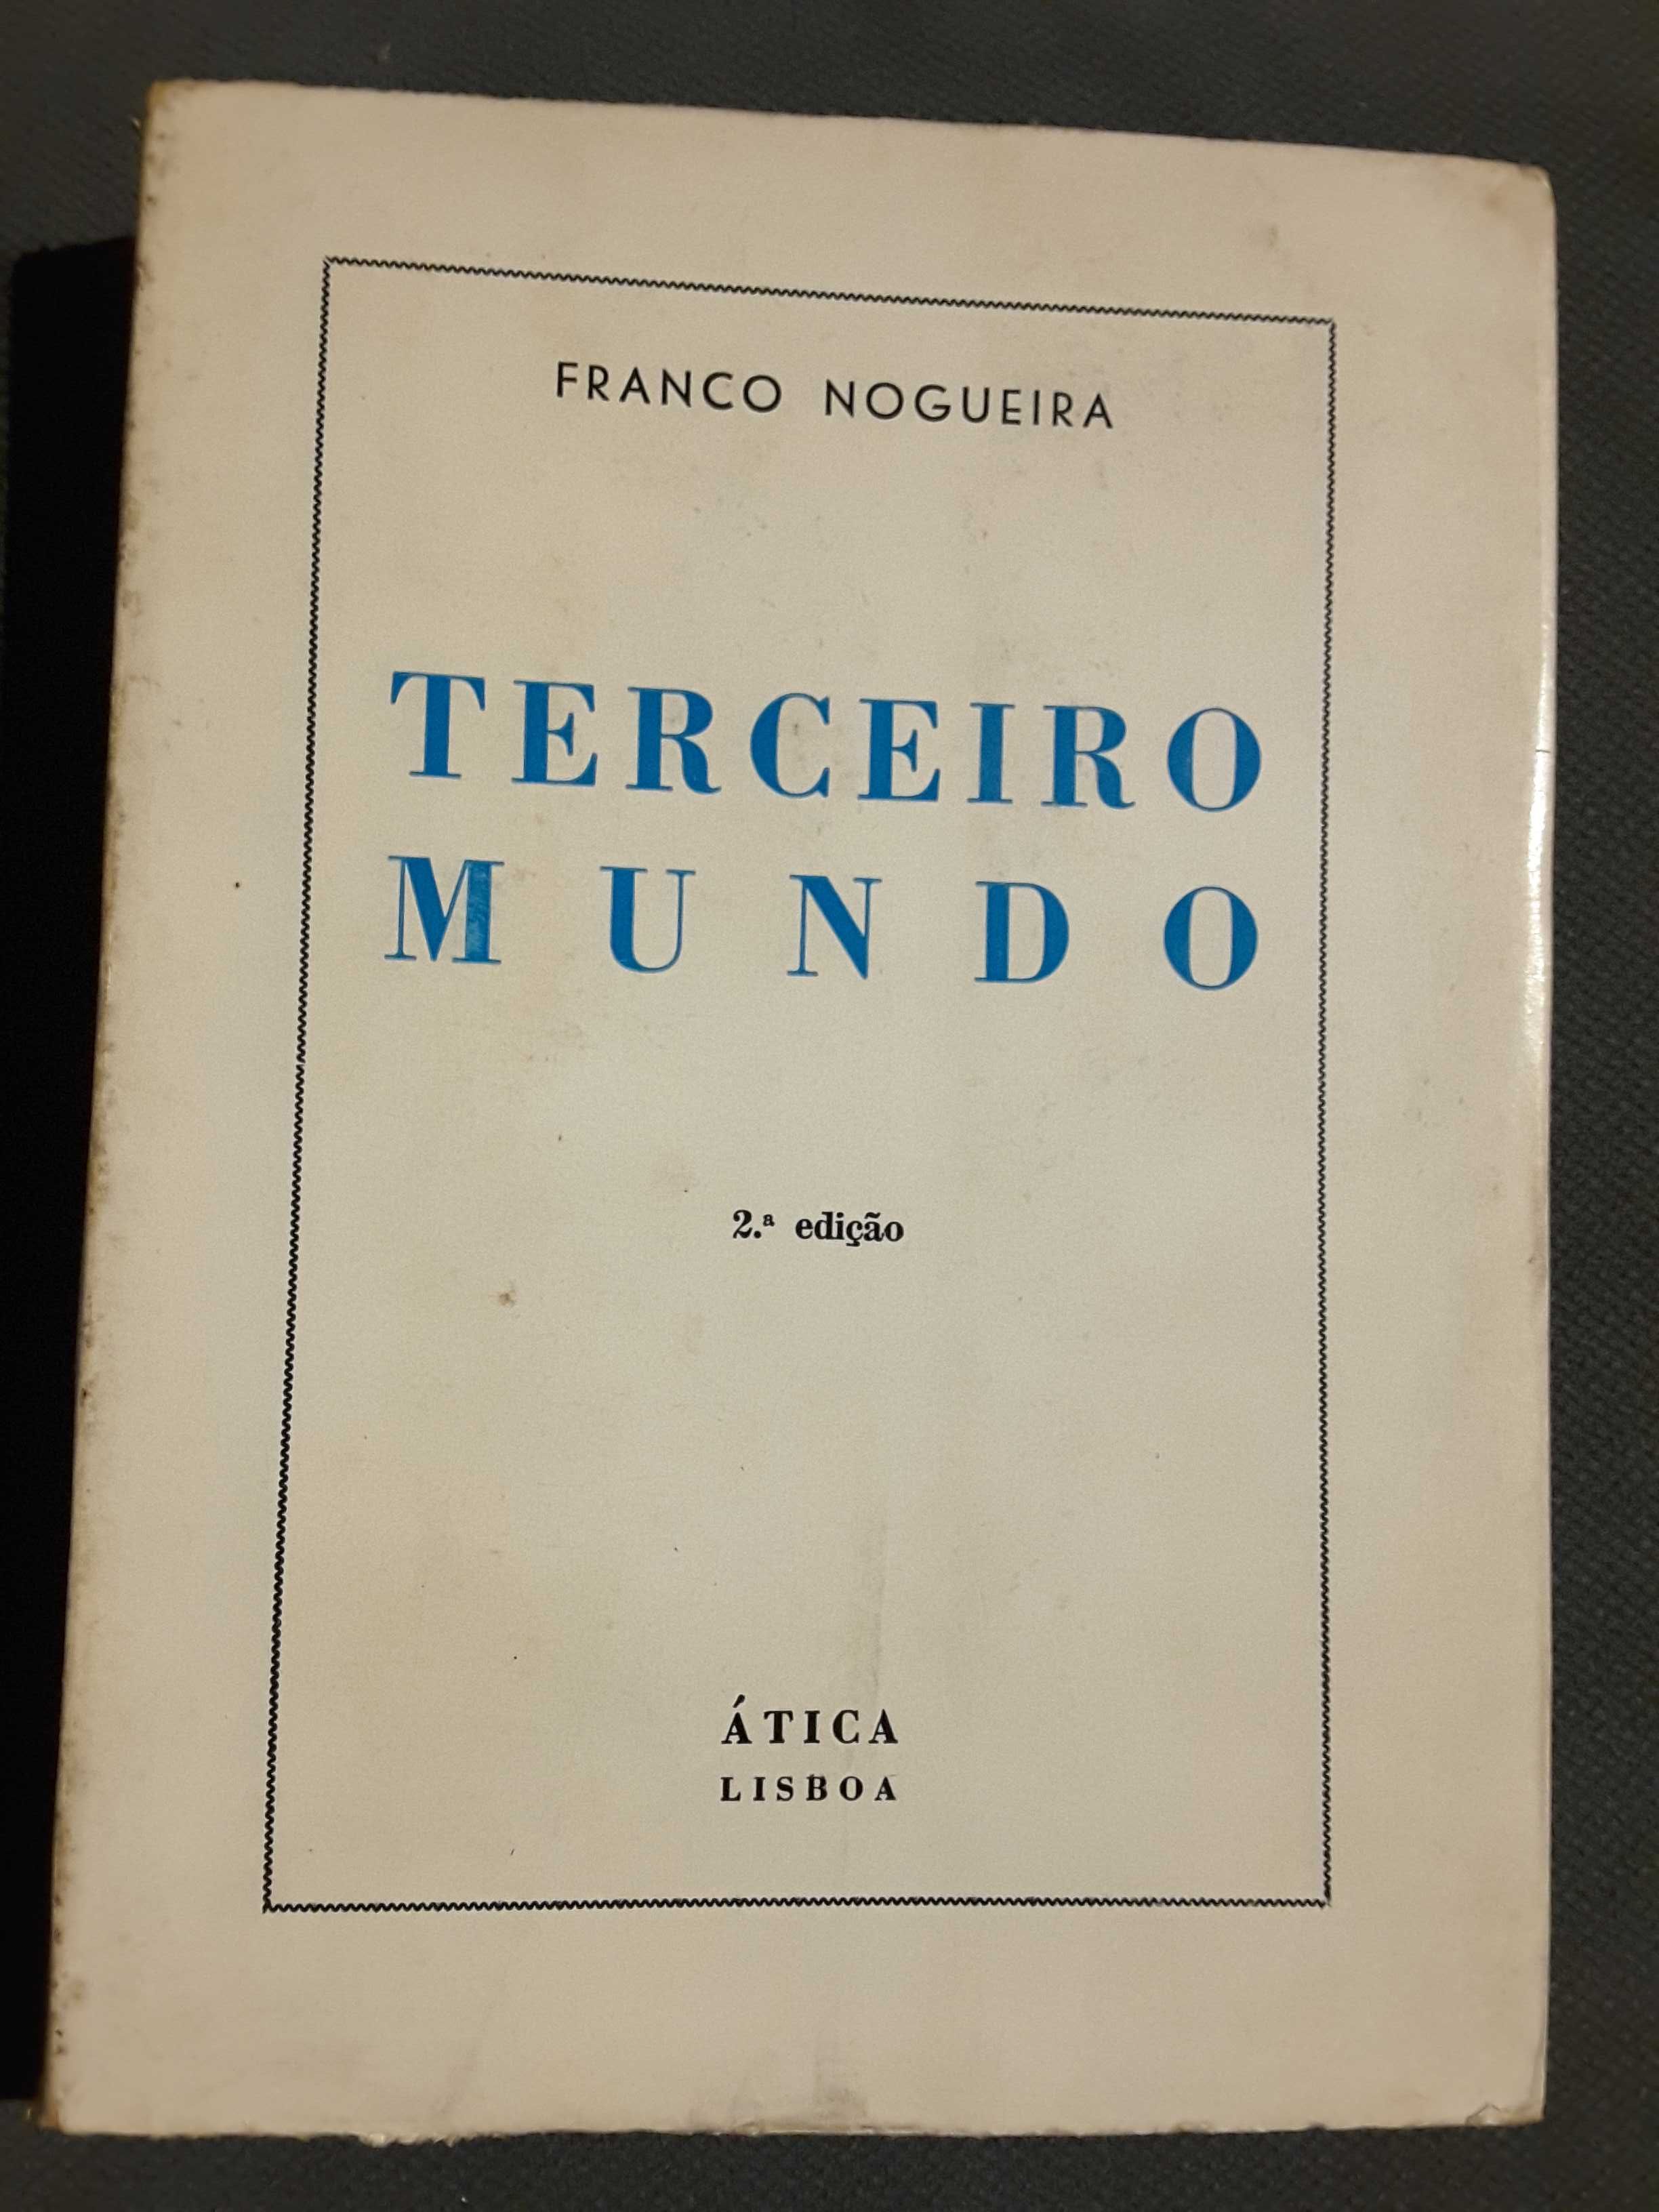 FRANCO NOGUEIRA
TERCEIRO
MUNDO
2.ª edição
ÁTICA
LISBOA